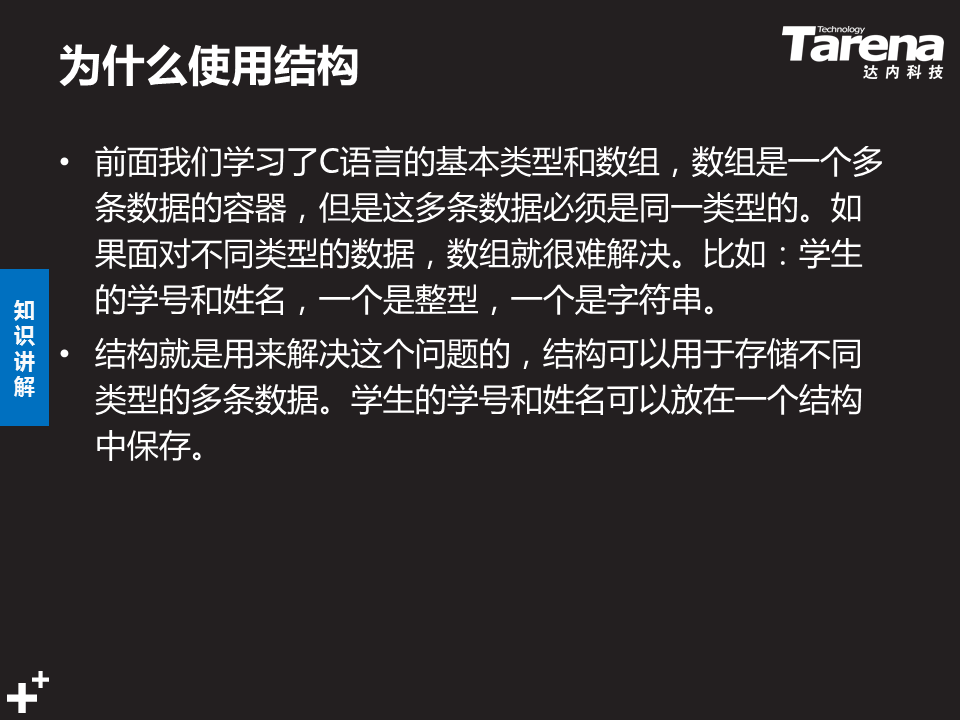 为什么使用结构
Technology
Tarena
达内科技
• 前面我们学习了C语言的基本类型和数组，数组是一个多
条数据的容器，但是这多条数据必须是同一类型的。如
果面对不同类型的数据，数组就很难解决。比如：学生
的学号和姓名，一个是整型，一个是字符串。
知识讲解
• 结构就是用来解决这个问题的，结构可以用于存储不同
类型的多条数据。学生的学号和姓名可以放在一个结构
中保存。